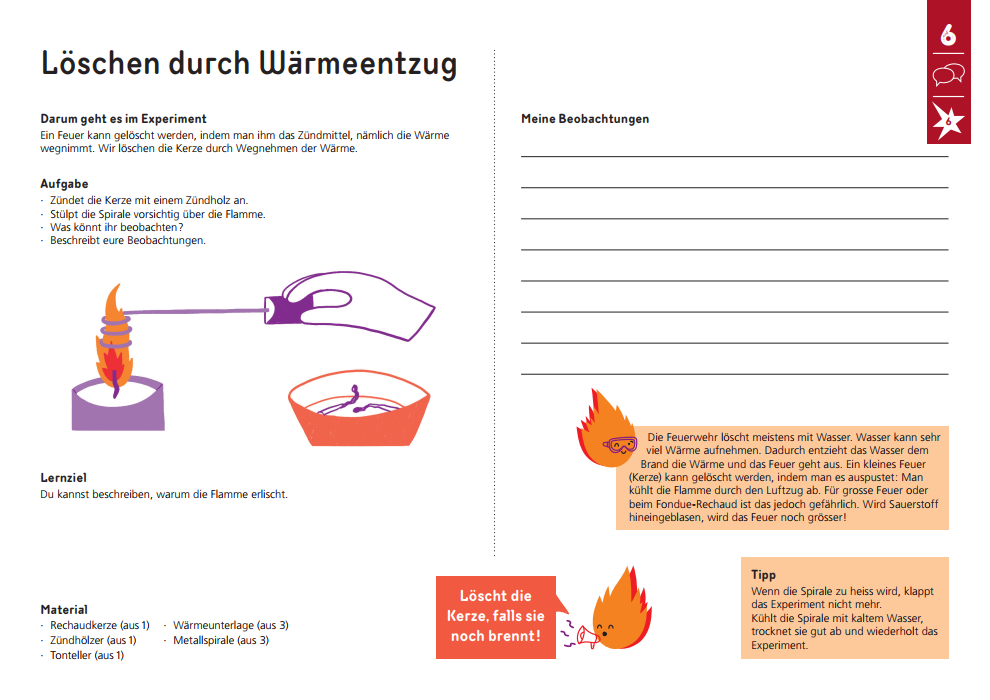 Löschen durch Wärmeentzug
Darum geht es im Experiment
Ein Feuer kann gelöscht werden, indem man ihm das Zündmittel, nämlich die Wärme
wegnimmt. Wir löschen die Kerze durch Wegnehmen der Wärme.
Aufgabe
· Zündet die Kerze mit einem Zündholz an.
· Stülpt die Spirale vorsichtig über die Flamme.
· Was könnt ihr beobachten?
· Beschreibt eure Beobachtungen.
Lernziel
Du kannst beschreiben, warum die Flamme erlischt.
Material
· Rechaudkerze (aus 1)
· Zündhölzer (aus 1)
· Tonteller (aus 1)
· Wärmeunterlage (aus 3)
· Metallspirale (aus 3)
6
6
Meine Beobachtungen
Die Feuerwehr löscht meistens mit Wasser. Wasser kann sehr
viel Wärme aufnehmen. Dadurch entzieht das Wasser dem
Brand die Wärme und das Feuer geht aus. Ein kleines Feuer
(Kerze) kann gelöscht werden, indem man es auspustet: Man
kühlt die Flamme durch den Luftzug ab. Für grosse Feuer oder
beim Fondue-Rechaud ist das jedoch gefährlich. Wird Sauerstoff
hineingeblasen, wird das Feuer noch grösser!
Löscht die
Kerze, falls sie
noch brennt!
Tipp
Wenn die Spirale zu heiss wird, klappt
das Experiment nicht mehr.
Kühlt die Spirale mit kaltem Wasser,
trocknet sie gut ab und wiederholt das
Experiment.